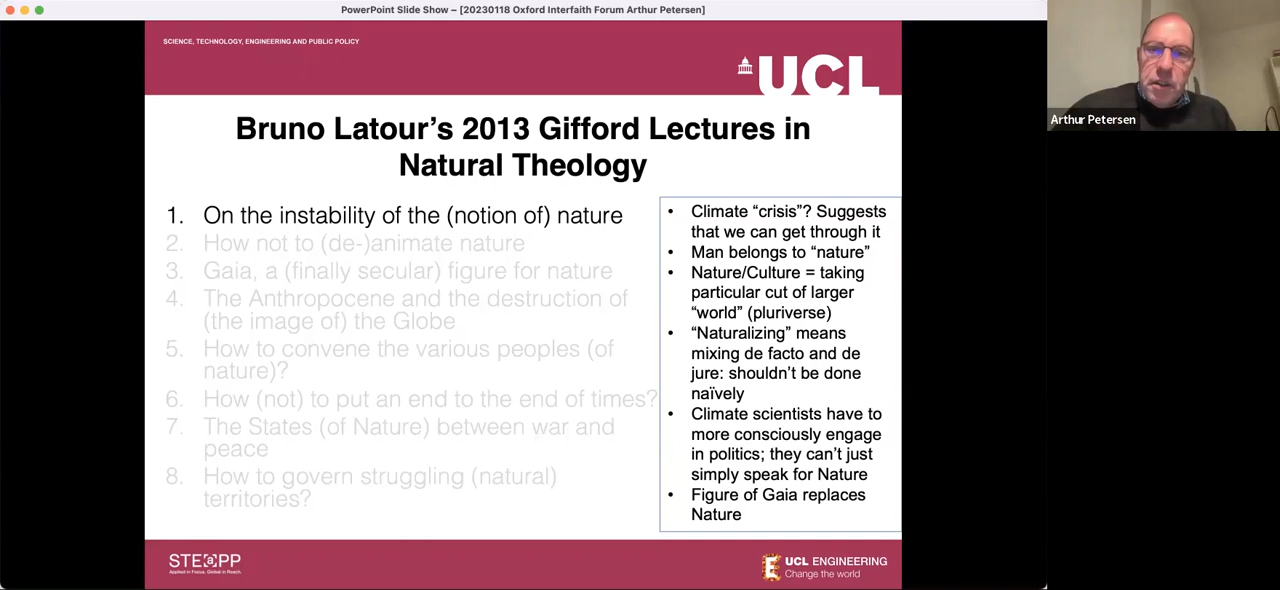 PowerPoint Slide Show – [20230118 Oxford Interfaith Forum Arthur Petersen]
SCIENCE, TECHNOLOGY, ENGINEERING AND PUBLIC POLICY
UCL
Bruno Latour’s 2013 Gifford Lectures in
Natural Theology
1. On the instability of the (notion of) nature
2. How not to (de-)animate nature
3. Gaia, a (finally secular) figure for nature
4. The Anthropocene and the destruction of
(the image of) the Globe
5. How to convene the various peoples (of
nature)?
6. How (not) to put an end to the end of times?
7. The States (of Nature) between war and
peace
8. How to govern struggling (natural)
territories?
• Climate “crisis”? Suggests
that we can get through it
• Man belongs to “nature”
• Nature/Culture = taking
particular cut of larger
“world” (pluriverse)
• “Naturalizing” means
mixing de facto and de
jure: shouldn’t be done
naïvely
• Climate scientists have to
more consciously engage
in politics; they can’t just
simply speak for Nature
• Figure of Gaia replaces
Nature
STEaPP
Applied in Focus. Global in Reach.
UCL ENGINEERING
Change the world
Arthur Petersen